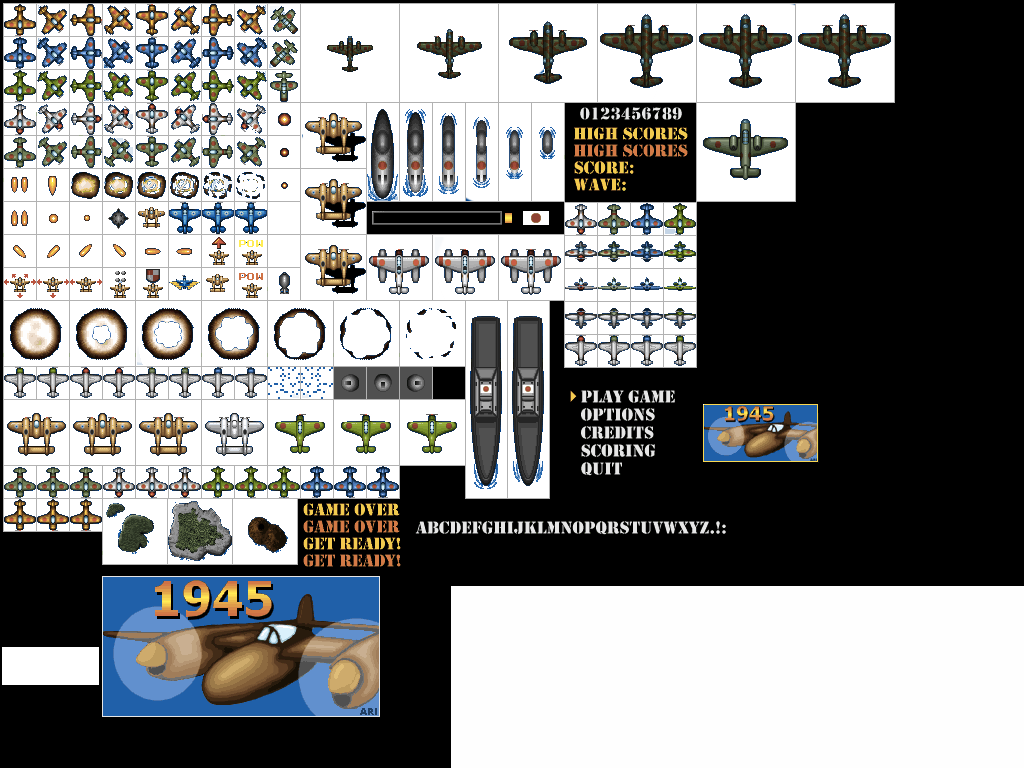 0123456789
HIGH SCORES
HIGH SCORES
SCORE:
WAVE:
POW
POW
PLAY GAME
OPTIONS
CREDITS
SCORING
QUIT
1945
GAME OVER
GAME OVER
GET READY!
GET READY!
ABCDEFGHIJKLMNOPQRSTUVWXYZ.!:
1945
ARI